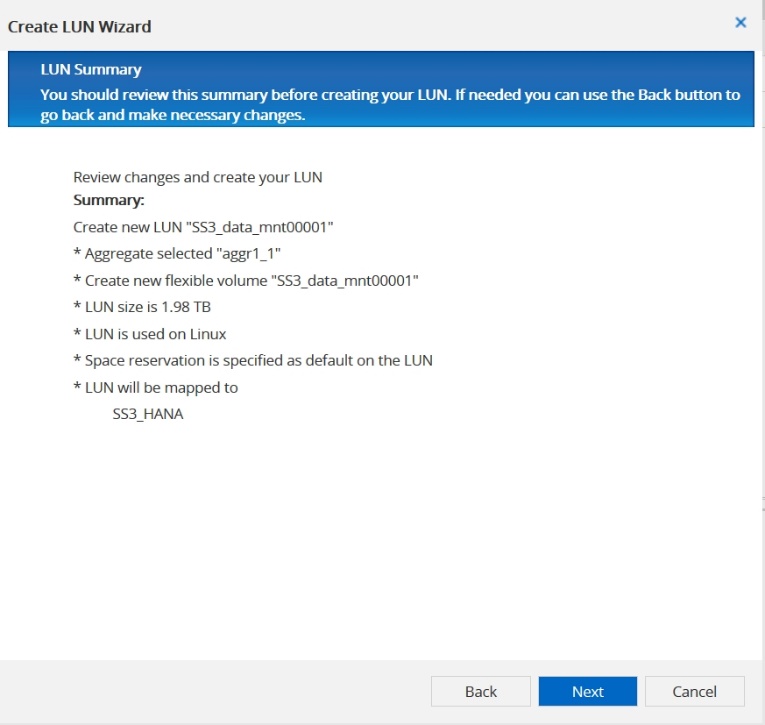 Create LUN Wizard
LUN Summary
You should review this summary before creating your LUN. If needed you can use the Back button to
go back and make necessary changes.
Review changes and create your LUN
Summary:
Create new LUN "SS3_data_mnt00001"
* Aggregate selected "aggr1_1"
* Create new flexible volume "SS3_data_mnt00001"
* LUN size is 1.98 TB
* LUN is used on Linux
* Space reservation is specified as default on the LUN
* LUN will be mapped to
SS3_HANA
Back Next Cancel